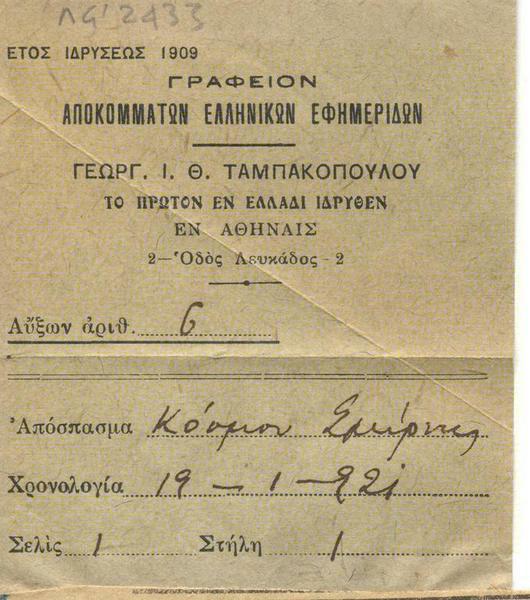 ΛΣ' 2433
ΕΤΟΣ ΙΔΡΥΣΕΩΣ 1909
ΓΡΑΦΕΙΟΝ
ΑΠΟΚΟΜΜΑΤΩΝ ΕΛΛΗΝΙΚΩΝ ΕΦΗΜΕΡΙΔΩΝ
ΓΕΩΡΓ. Ι. Θ. ΤΑΜΠΑΚΟΠΟΥΛΟΥ
ΤΟ ΠΡΩΤΟΝ ΕΝ ΕΛΛΑΔΙ ΙΔΡΥΘΕΝ
ΕΝ ΑΘΗΝΑΙΣ
2—Ὁδὸς Λευκάδος - 2
Αὔξων ἀριθ. 6
Ἀπόσπασμα Κόσμου Σμύρνης
Χρονολογία 19 - 1 - 921
Σελὶς 1 Στήλη 1